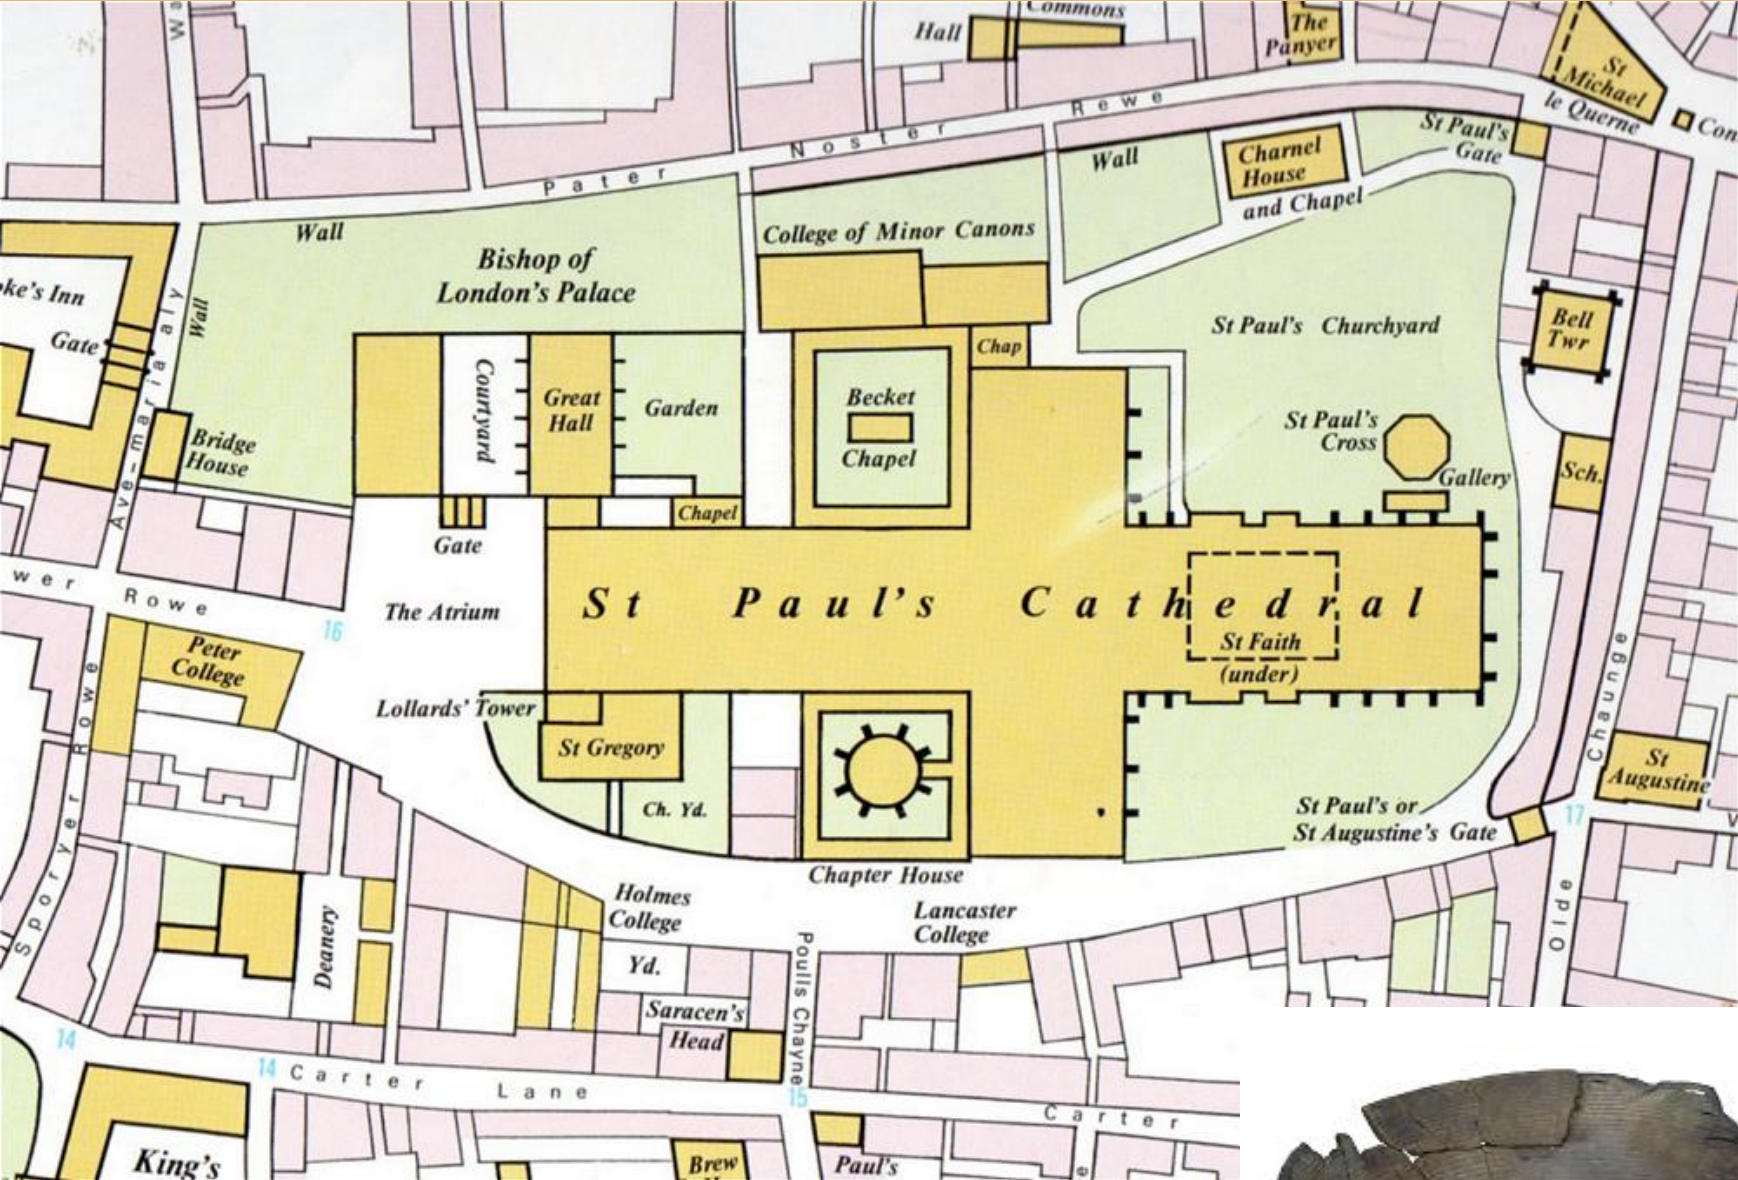 Commons
Hall
The
Panyer
St
Michael
le Querne
Con
Wa
Pater Noster Rewe
St Paul's
Gate
Wall
Charnel
House
and Chapel
Wall
Bishop of
London's Palace
College of Minor Canons
oke's Inn
Gate
Wall
Ave-maria aly
Bridge
House
Courtyard
Great
Hall
Garden
Chap
Becket
Chapel
St Paul's Churchyard
Bell
Twr
St Paul's
Cross
Gallery
Sch.
Chapel
Gate
wer Rowe
16
The Atrium
St Paul's Cathedral
St Faith
(under)
Peter
College
Lollards' Tower
St Gregory
Ch. Yd.
Sporyer Rowe
Olde Chaunge
St
Augustine
17
St Paul's or
St Augustine's Gate
Chapter House
Holmes
College
Lancaster
College
Deanery
Yd.
Saracen's
Head
Poulls Chayne
14
14
Carter Lane
15
Carter
King's
Brew
Paul's